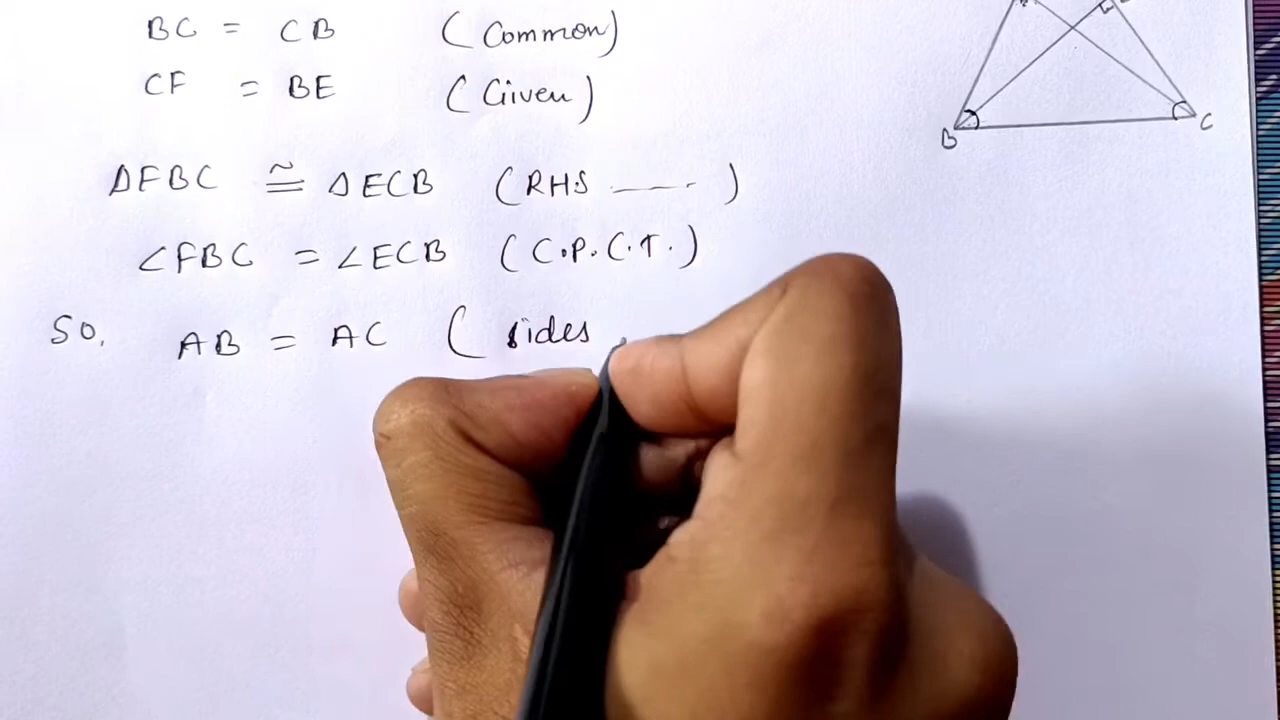 BC = CB (Common)
CF = BE (Given)
ΔFBC ≅ ΔECB (RHS ——)
∠FBC = ∠ECB (C.P.C.T.)
So, AB = AC ( sides
B
C